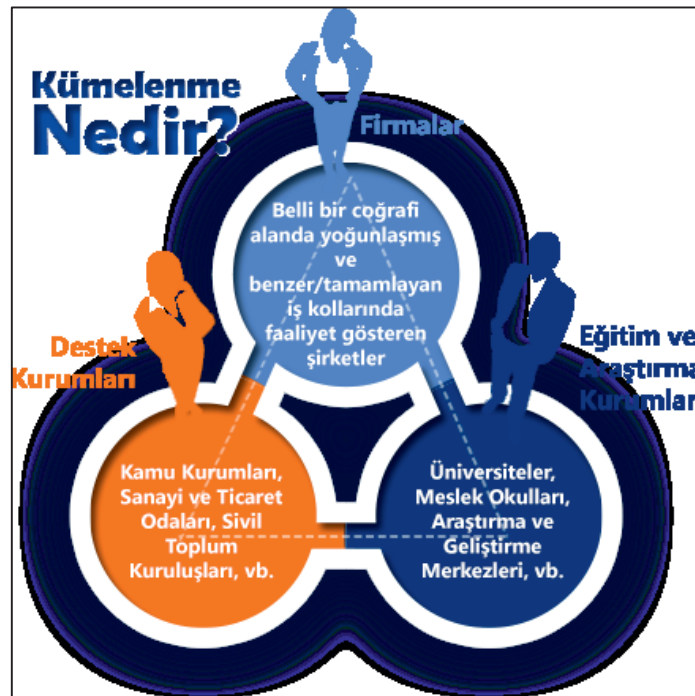 Kümelenme
Nedir?
Firmalar
Belli bir coğrafi
alanda yoğunlaşmış
ve
benzer/tamamlayan
iş kollarında
faaliyet gösteren
şirketler
Destek
Kurumları
Kamu Kurumları,
Sanayi ve Ticaret
Odaları, Sivil
Toplum
Kuruluşları, vb.
Eğitim ve
Araştırma
Kurumları
Üniversiteler,
Meslek Okulları,
Araştırma ve
Geliştirme
Merkezleri, vb.